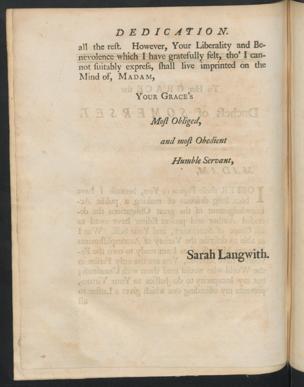 DEDICATION.
all the rest. However, Your Liberality and Be-
nevolence which I have gratefully felt, tho' I can-
not suitably express, shall live imprinted on the
Mind of, MADAM,
YOUR GRACE's
Most Obliged,
and most Obedient
Humble Servant,
Sarah Langwith.